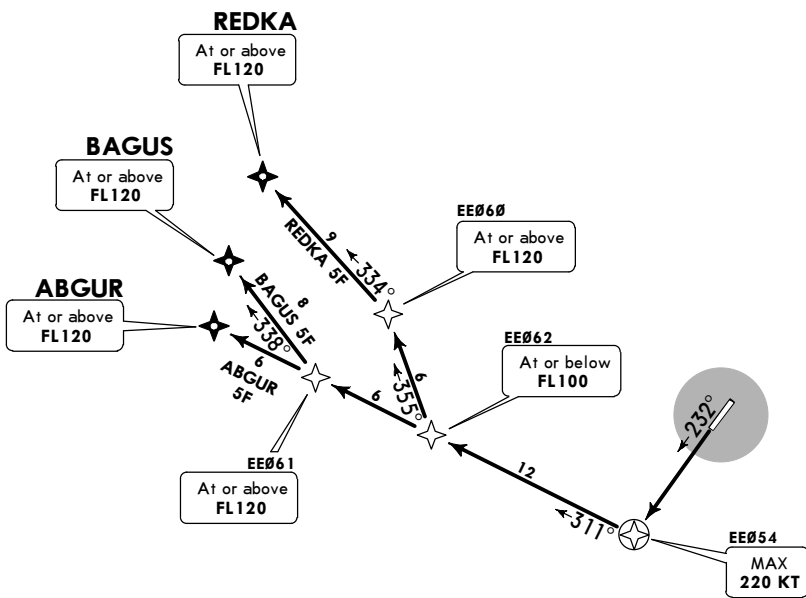 REDKA
At or above
FL120
BAGUS
At or above
FL120
ABGUR
At or above
FL120
9
REDKA 5F
334°
EEØ6Ø
At or above
FL120
8
BAGUS 5F
338°
6
ABGUR
5F
6
355°
EEØ62
At or below
FL100
6
EEØ61
At or above
FL120
12
311°
232°
EEØ54
MAX
220 KT